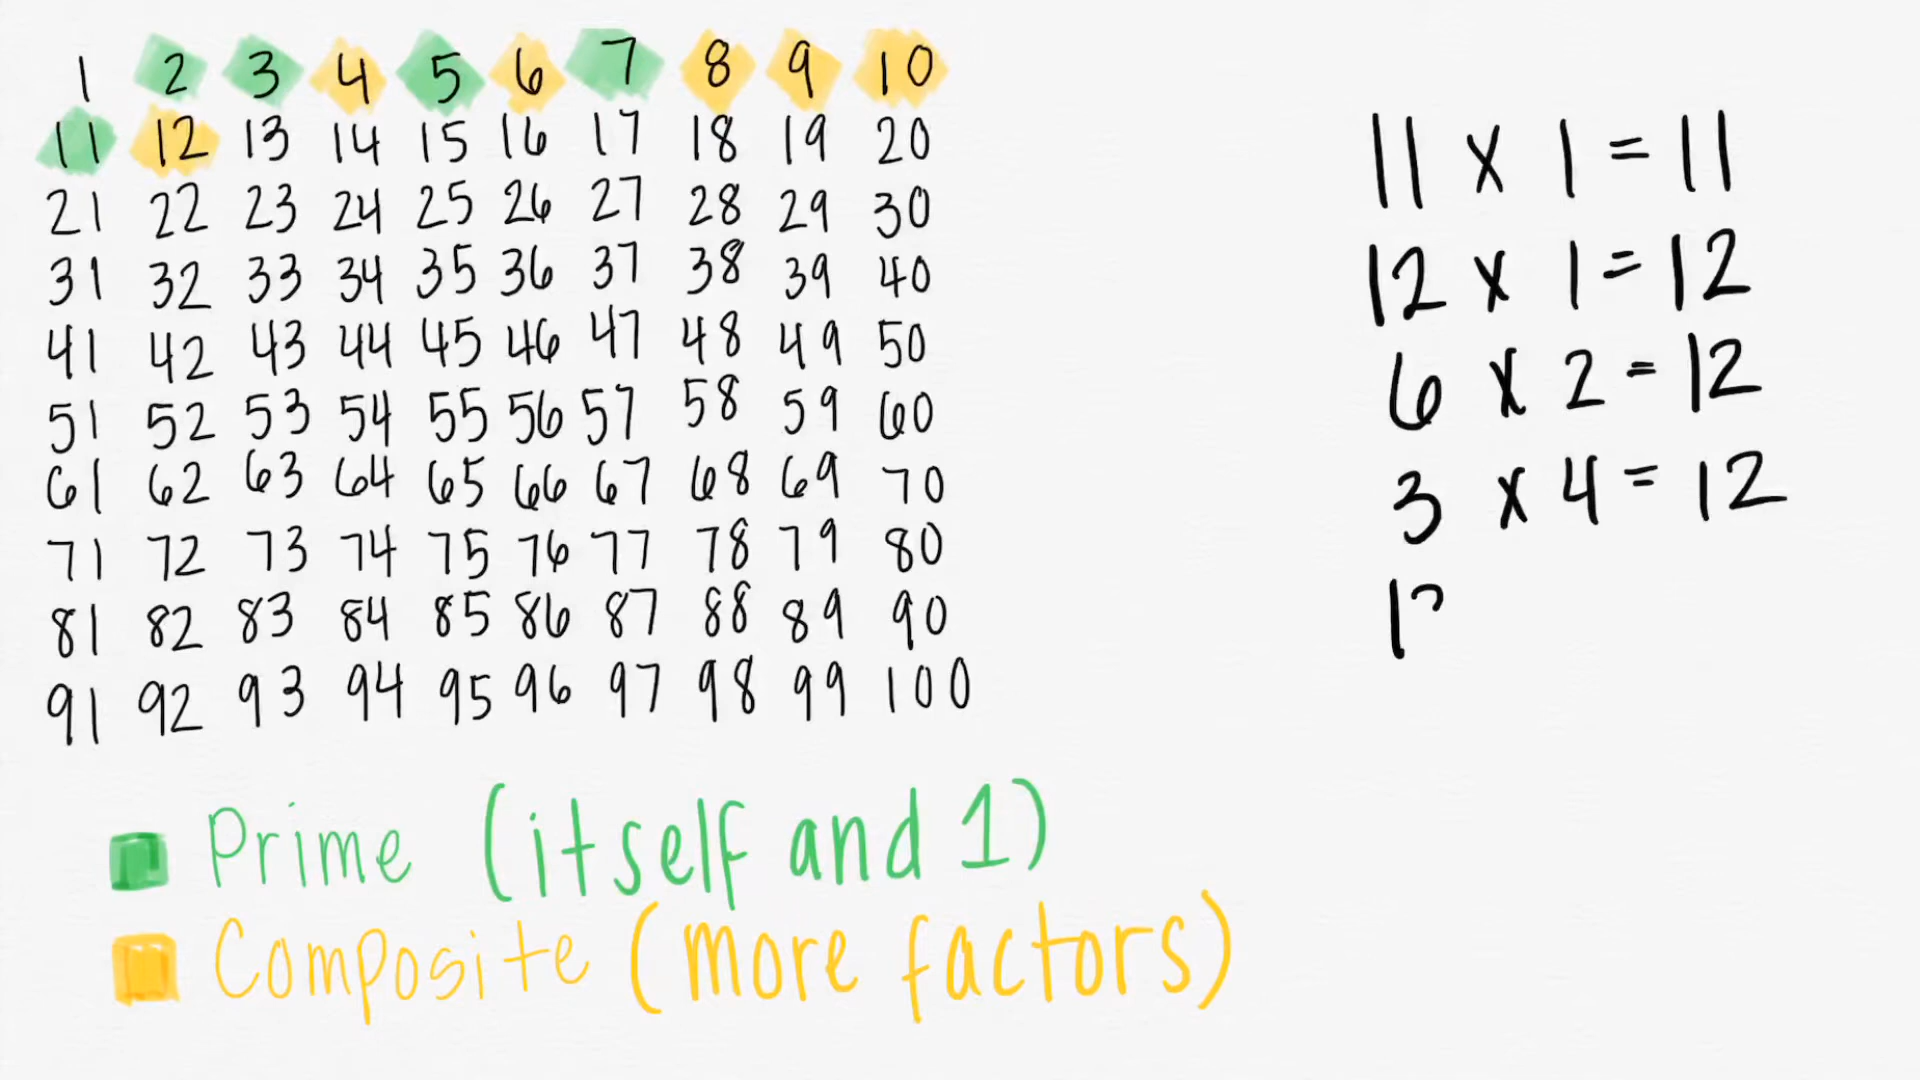 1 2 3 4 5 6 7 8 9 10
11 12 13 14 15 16 17 18 19 20
21 22 23 24 25 26 27 28 29 30
31 32 33 34 35 36 37 38 39 40
41 42 43 44 45 46 47 48 49 50
51 52 53 54 55 56 57 58 59 60
61 62 63 64 65 66 67 68 69 70
71 72 73 74 75 76 77 78 79 80
81 82 83 84 85 86 87 88 89 90
91 92 93 94 95 96 97 98 99 100
Prime (itself and 1)
Composite (more factors)
11 x 1 = 11
12 x 1 = 12
6 x 2 = 12
3 x 4 = 12